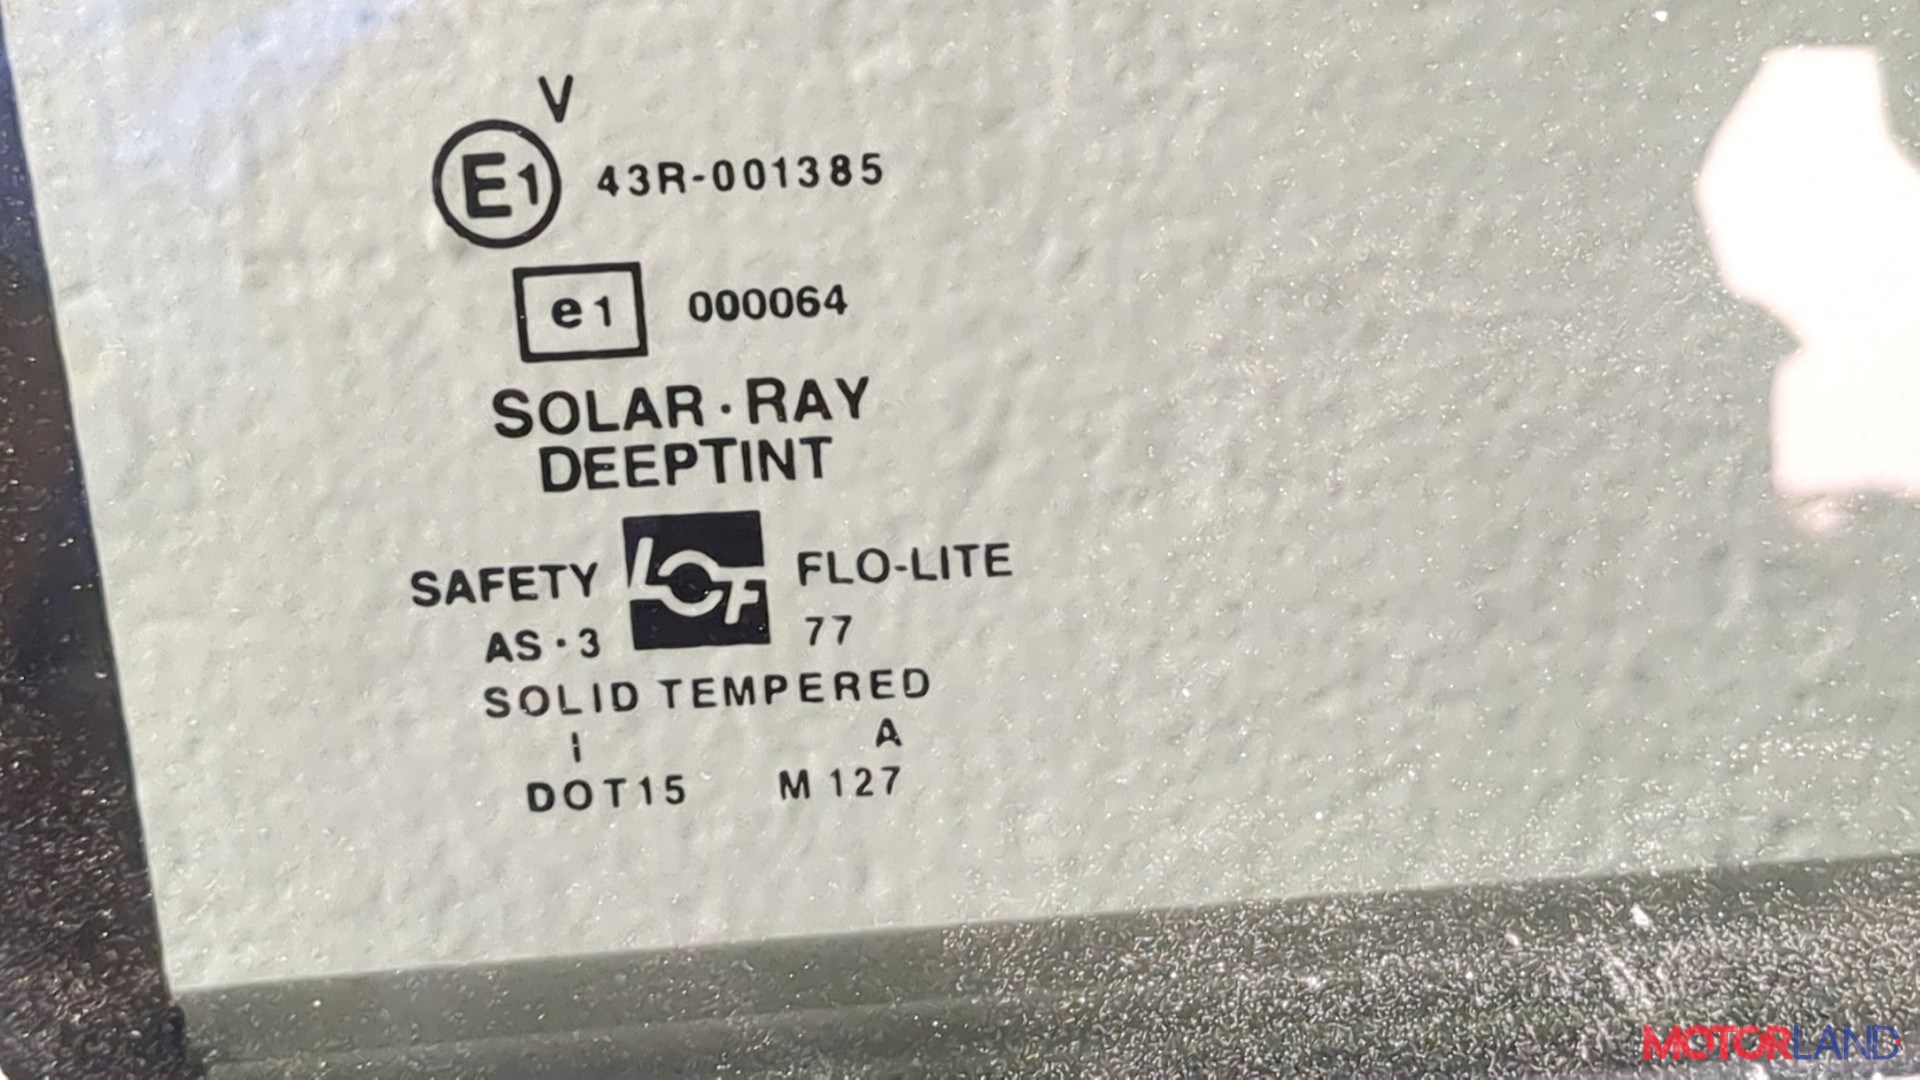 V
E1 43R-001385
e1 000064
SOLAR·RAY
DEEPTINT
SAFETY LOF FLO-LITE
AS·3 77
SOLID TEMPERED
I A
DOT15 M127
MOTORLAND